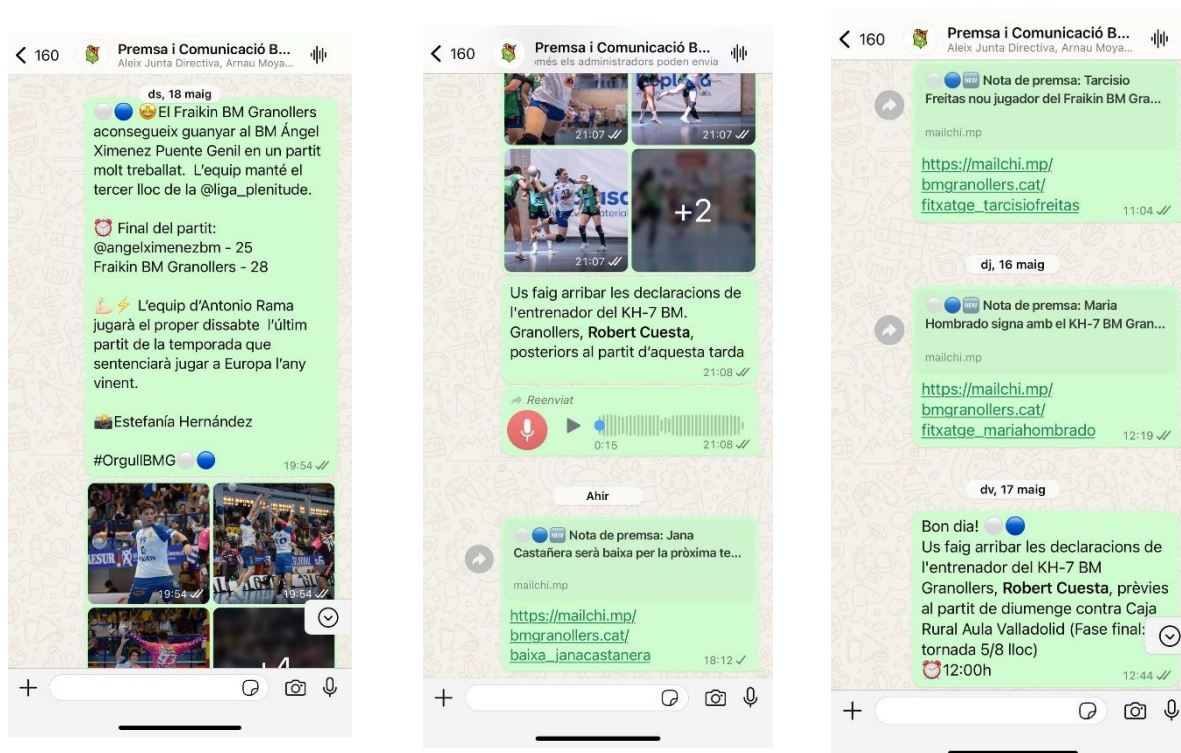 160
Premsa i Comunicació B...
Aleix Junta Directiva, Arnau Moya...
ds, 18 maig
El Fraikin BM Granollers
aconsegueix guanyar al BM Ángel
Ximenez Puente Genil en un partit
molt treballat. L'equip manté el
tercer lloc de la @liga_plenitude.
Final del partit:
@angelximenezbm - 25
Fraikin BM Granollers - 28
L'equip d'Antonio Rama
jugarà el proper dissabte l'últim
partit de la temporada que
sentenciarà jugar a Europa l'any
vinent.
Estefanía Hernández
#OrgullBMG
19:54
19:54
19:54
+4
160
Premsa i Comunicació B...
més els administradors poden envia
21:07
21:07
21:07
+2
Us faig arribar les declaracions de
l'entrenador del KH-7 BM.
Granollers, Robert Cuesta,
posteriors al partit d'aquesta tarda
21:08
Reenviat
0:15
21:08
Ahir
NEW Nota de premsa: Jana
Castañera serà baixa per la pròxima te...
mailchi.mp
https://mailchi.mp/
bmgranollers.cat/
baixa_janacastanera
18:12
160
Premsa i Comunicació B...
Aleix Junta Directiva, Arnau Moya...
NEW Nota de premsa: Tarcisio
Freitas nou jugador del Fraikin BM Gra...
mailchi.mp
https://mailchi.mp/
bmgranollers.cat/
fitxatge_tarcisiofreitas
11:04
dj, 16 maig
NEW Nota de premsa: Maria
Hombrado signa amb el KH-7 BM Gran...
mailchi.mp
https://mailchi.mp/
bmgranollers.cat/
fitxatge_mariahombrado
12:19
dv, 17 maig
Bon dia!
Us faig arribar les declaracions de
l'entrenador del KH-7 BM
Granollers, Robert Cuesta, prèvies
al partit de diumenge contra Caja
Rural Aula Valladolid (Fase final:
tornada 5/8 lloc)
12:00h
12:44